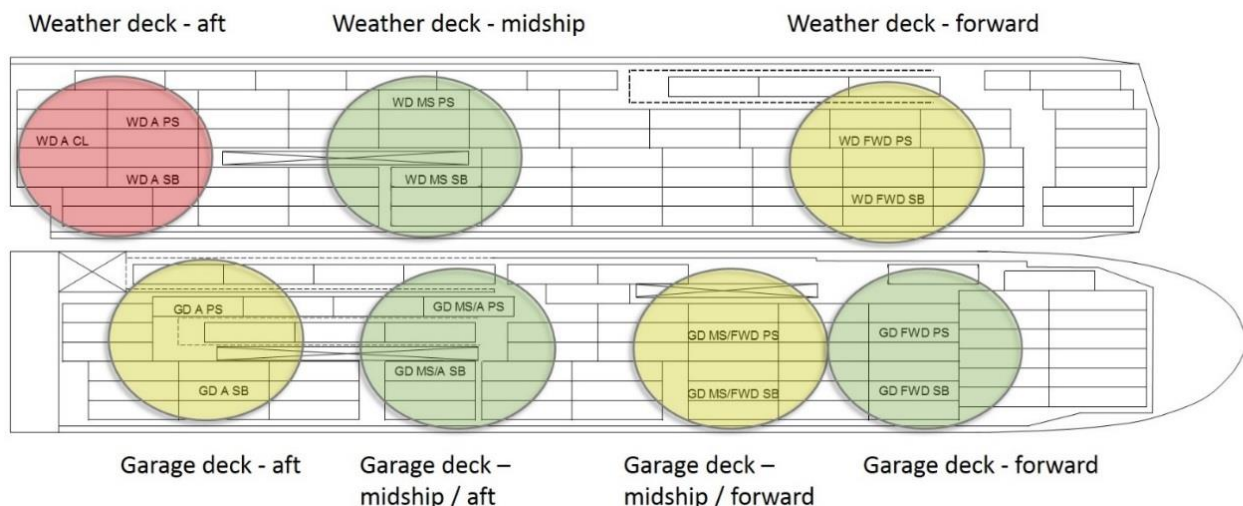 Weather deck - aft
Weather deck - midship
Weather deck - forward
WD MS PS
WD A PS
WD A CL
WD FWD PS
WD A SB
WD MS SB
WD FWD SB
GD A PS
GD MS/A PS
GD MS/FWD PS
GD FWD PS
GD MS/A SB
GD A SB
GD MS/FWD SB
GD FWD SB
Garage deck - aft
Garage deck –
midship / aft
Garage deck –
midship / forward
Garage deck - forward